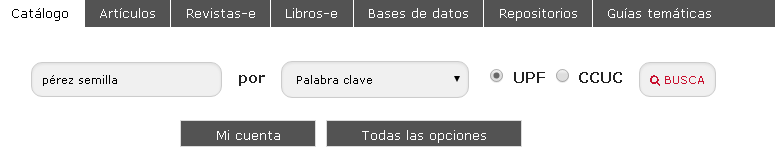 Catálogo Artículos Revistas-e Libros-e Bases de datos Repositorios Guías temáticas
pérez semilla por Palabra clave UPF CCUC BUSCA
Mi cuenta Todas las opciones